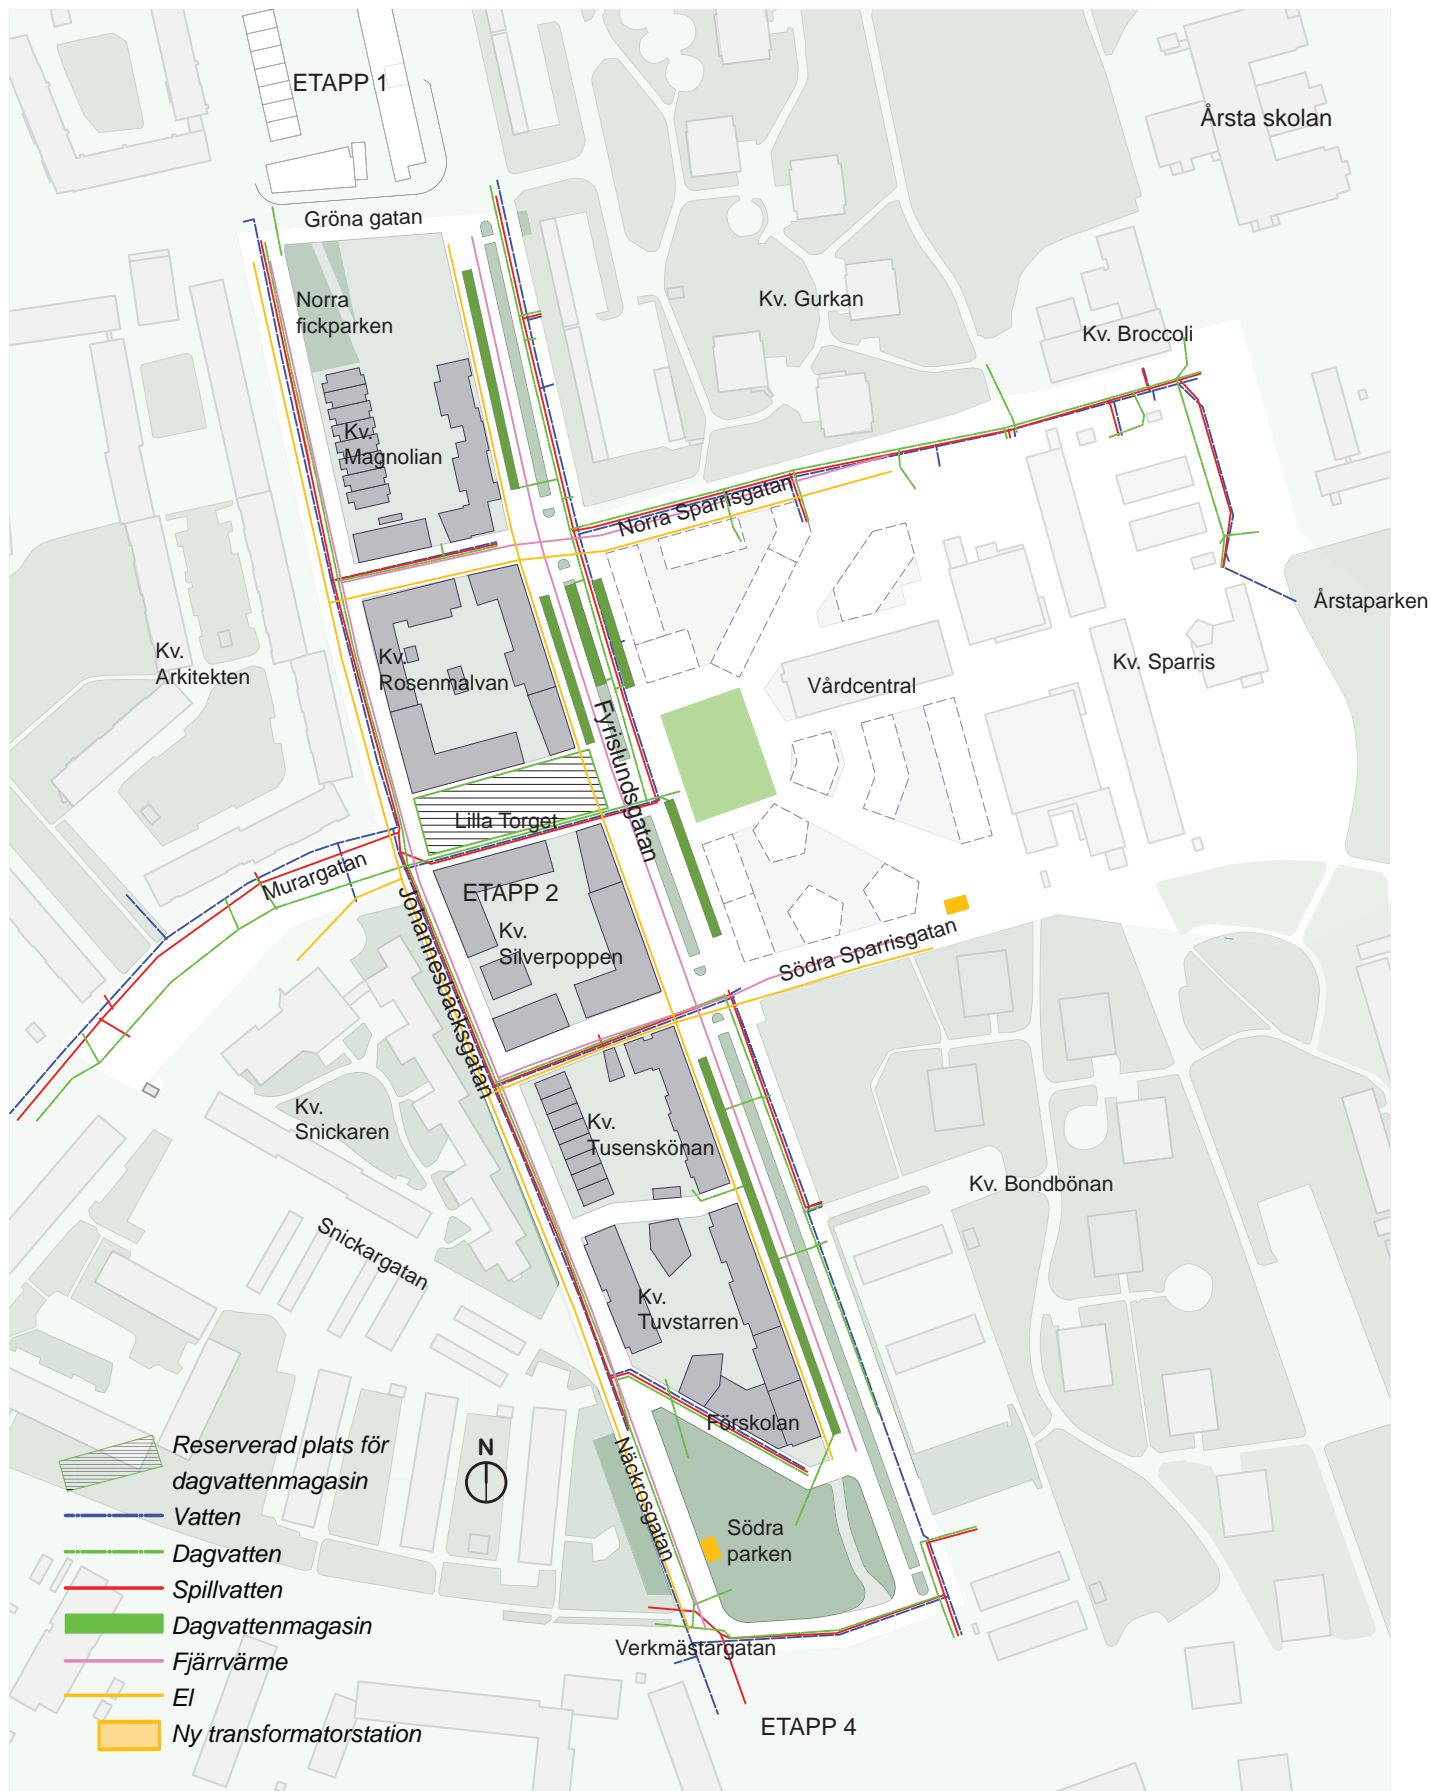 ETAPP 1
Årsta skolan
Gröna gatan
Norra
fickparken
Kv. Gurkan
Kv. Broccoli
Kv.
Magnolian
Norra Sparrisgatan
Årstaparken
Kv.
Arkitekten
Kv.
Rosenmalvan
Kv. Sparris
Vårdcentral
Fyrislundsgatan
Lilla Torget
Murargatan
ETAPP 2
Johannesbäcksgatan
Kv.
Silverpoppen
Södra Sparrisgatan
Kv.
Snickaren
Kv.
Tusenskönan
Kv. Bondbönan
Snickargatan
Kv.
Tuvstarren
Förskolan
Näckrosgatan
N
Södra
parken
Verkmästargatan
ETAPP 4
Reserverad plats för
dagvattenmagasin
Vatten
Dagvatten
Spillvatten
Dagvattenmagasin
Fjärrvärme
El
Ny transformatorstation